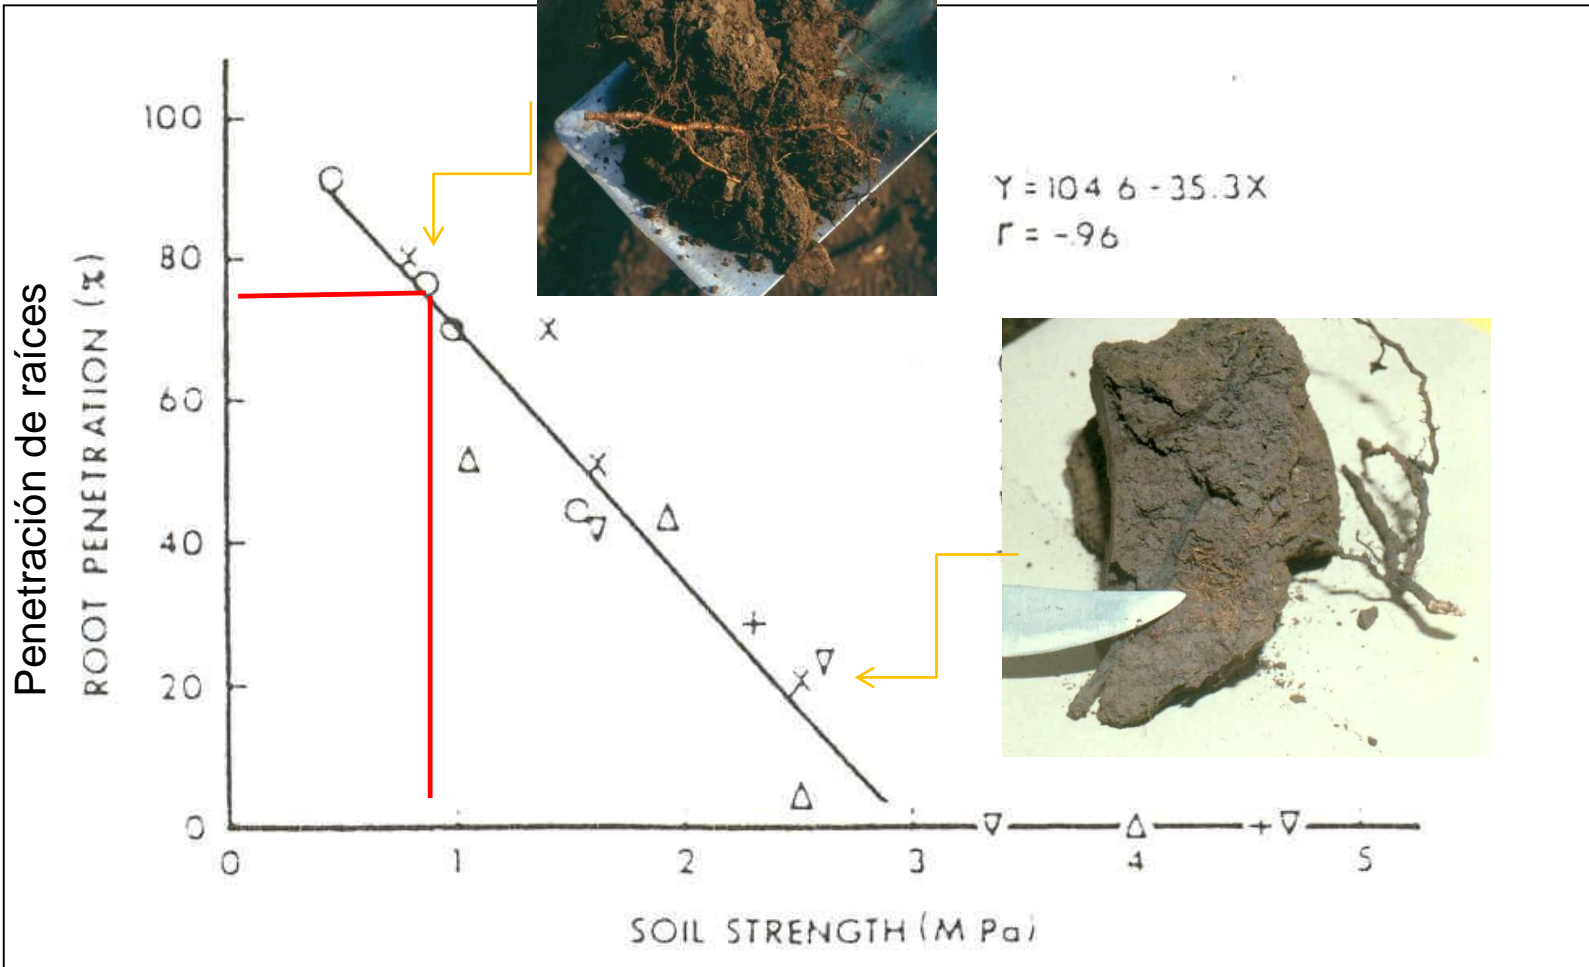 Penetración de raíces
ROOT PENETRATION (%)
100
80
60
40
20
0
0 1 2 3 4 5
SOIL STRENGTH (M Pa)
Y = 104 6 - 35.3X
r = -.96